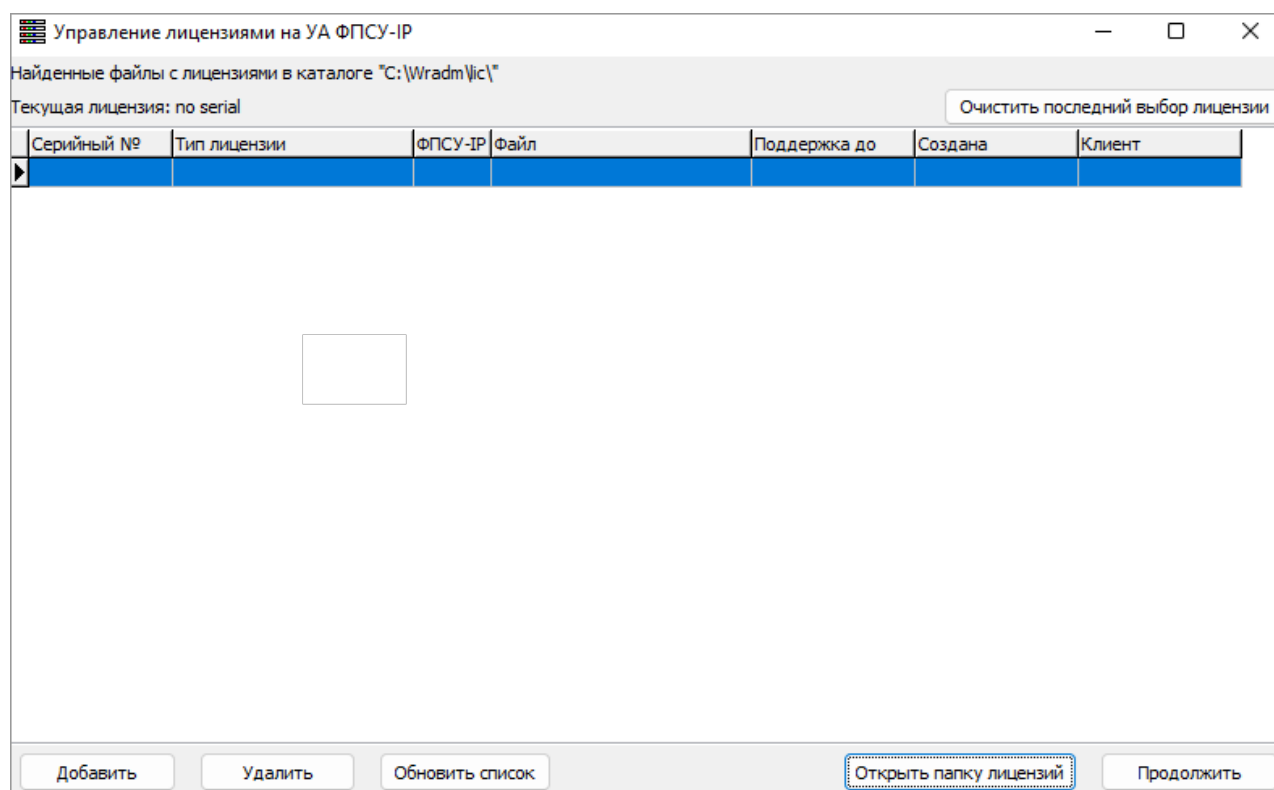 Управление лицензиями на УА ФПСУ-IP
Найденные файлы с лицензиями в каталоге "C:\Wradm\lic\"
Текущая лицензия: no serial
Очистить последний выбор лицензии
Серийный № Тип лицензии ФПСУ-IP Файл Поддержка до Создана Клиент
Добавить Удалить Обновить список Открыть папку лицензий Продолжить